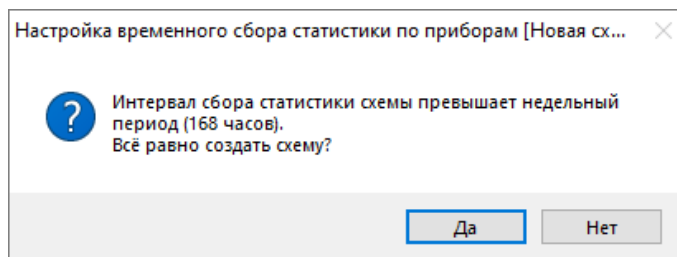 Настройка временного сбора статистики по приборам [Новая сх...
Интервал сбора статистики схемы превышает недельный
период (168 часов).
Всё равно создать схему?
Да
Нет